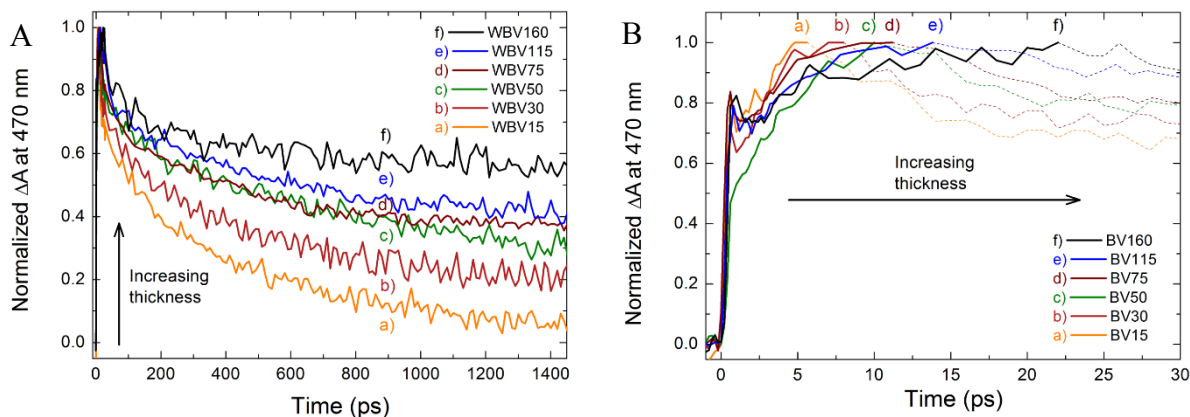 A
Normalized ΔA at 470 nm
1.0
0.8
0.6
0.4
0.2
0.0
f) WBV160
e) WBV115
d) WBV75
c) WBV50
b) WBV30
a) WBV15
f)
e)
d)
c)
b)
a)
Increasing
thickness
0 200 400 600 800 1000 1200 1400
Time (ps)
B
Normalized ΔA at 470 nm
1.0
0.8
0.6
0.4
0.2
0.0
a) b) c) d) e) f)
Increasing
thickness
f) BV160
e) BV115
d) BV75
c) BV50
b) BV30
a) BV15
0 5 10 15 20 25 30
Time (ps)